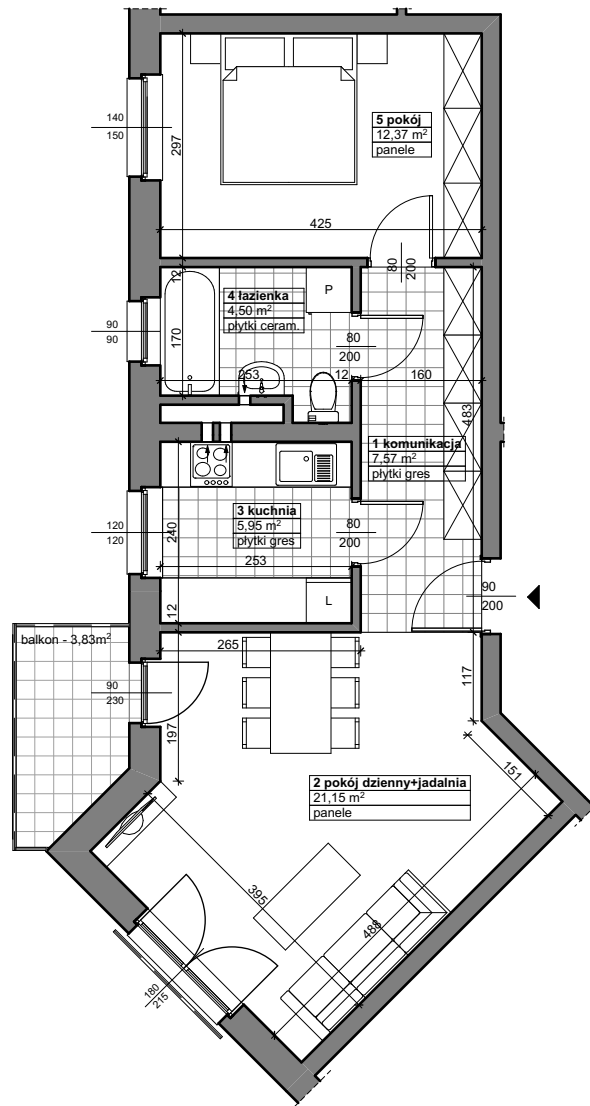 140
150
297
5 pokój
12,37 m²
panele
425
80
200
12
4 łazienka
4,50 m²
płytki ceram.
P
90
90
170
253
12
80
200
160
483
1 komunikacja
7,57 m²
płytki gres
3 kuchnia
5,95 m²
płytki gres
120
120
240
253
80
200
12
L
90
200
balkon - 3,83m²
265
90
230
197
117
151
2 pokój dzienny+jadalnia
21,15 m²
panele
395
488
180
215